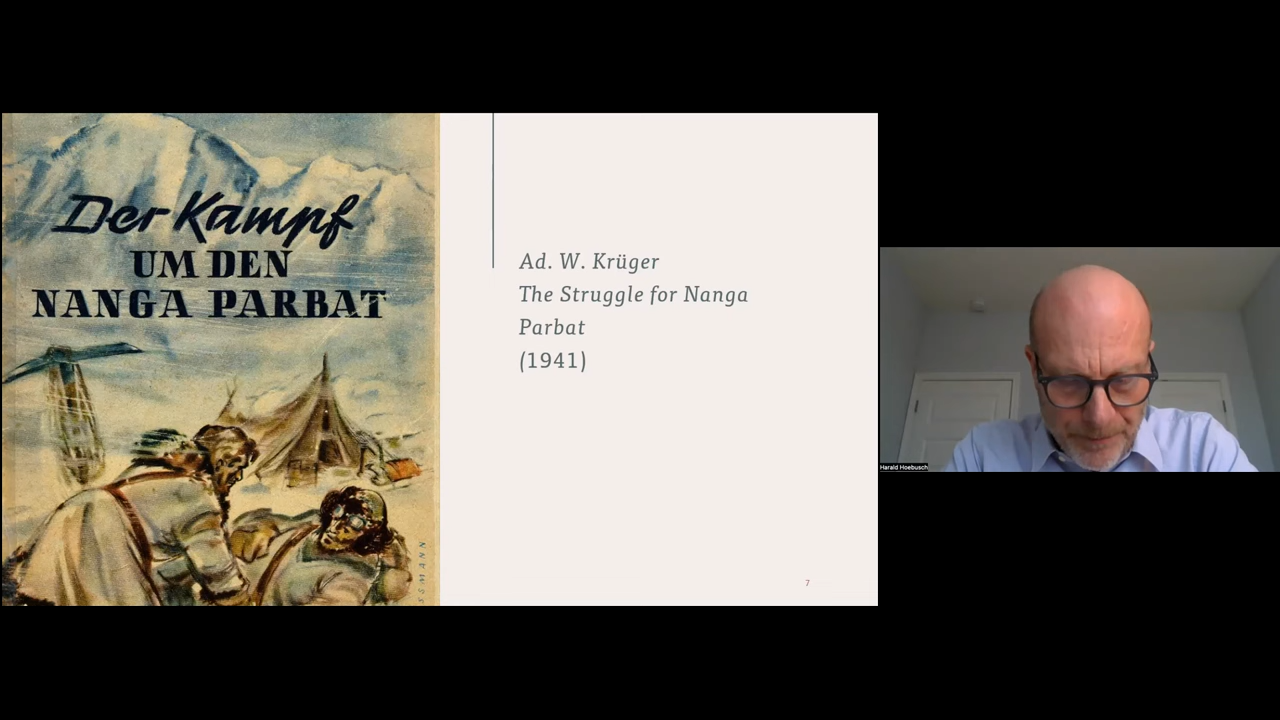 Der Kampf
UM DEN
NANGA PARBAT
Ad. W. Krüger
The Struggle for Nanga
Parbat
(1941)
7
Harald Hoebusch